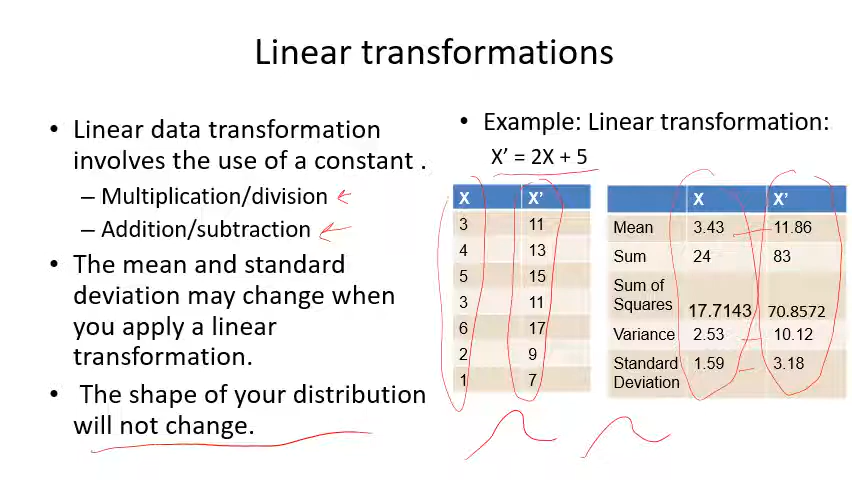 Linear transformations
• Linear data transformation
involves the use of a constant .
– Multiplication/division
– Addition/subtraction
• The mean and standard
deviation may change when
you apply a linear
transformation.
• The shape of your distribution
will not change.
• Example: Linear transformation:
X’ = 2X + 5
X X’
3 11
4 13
5 15
3 11
6 17
2 9
1 7
X X’
Mean 3.43 11.86
Sum 24 83
Sum of
Squares 17.7143 70.8572
Variance 2.53 10.12
Standard 1.59 3.18
Deviation